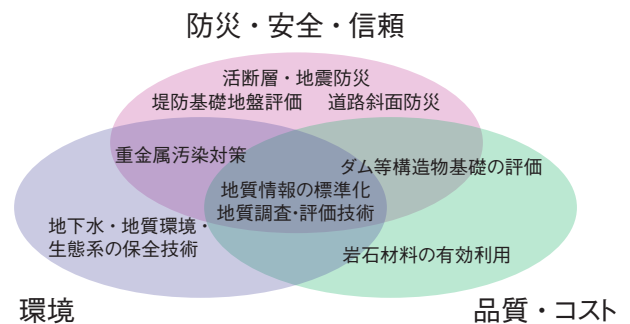 防災・安全・信頼
活断層・地震防災
堤防基礎地盤評価 道路斜面防災
重金属汚染対策
ダム等構造物基礎の評価
地質情報の標準化
地質調査・評価技術
地下水・地質環境・
生態系の保全技術
岩石材料の有効利用
環境
品質・コスト